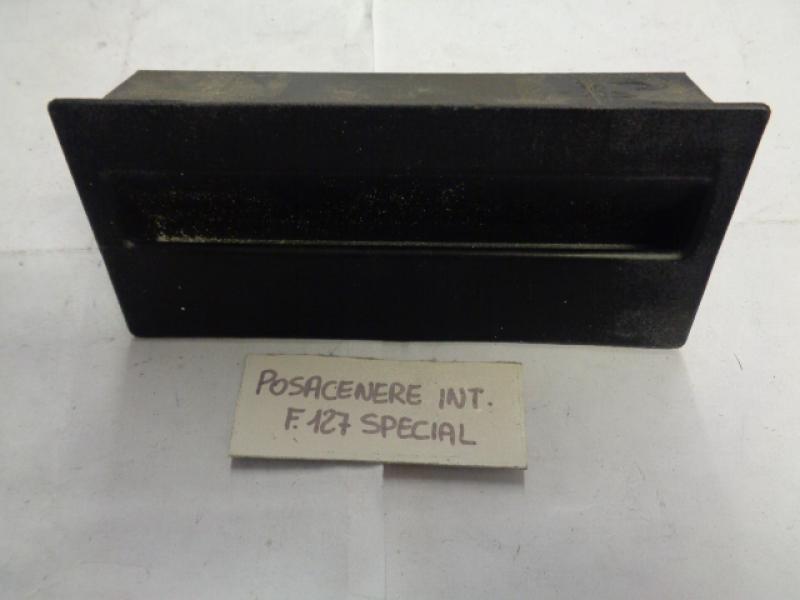 POSACENERE INT.
F. 127 SPECIAL